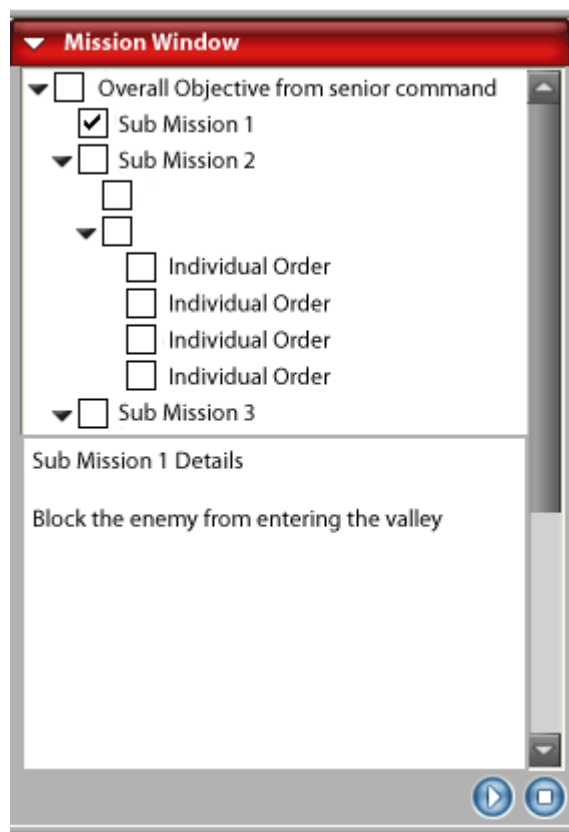 Mission Window
Overall Objective from senior command
Sub Mission 1
Sub Mission 2
Individual Order
Individual Order
Individual Order
Individual Order
Sub Mission 3
Sub Mission 1 Details
Block the enemy from entering the valley